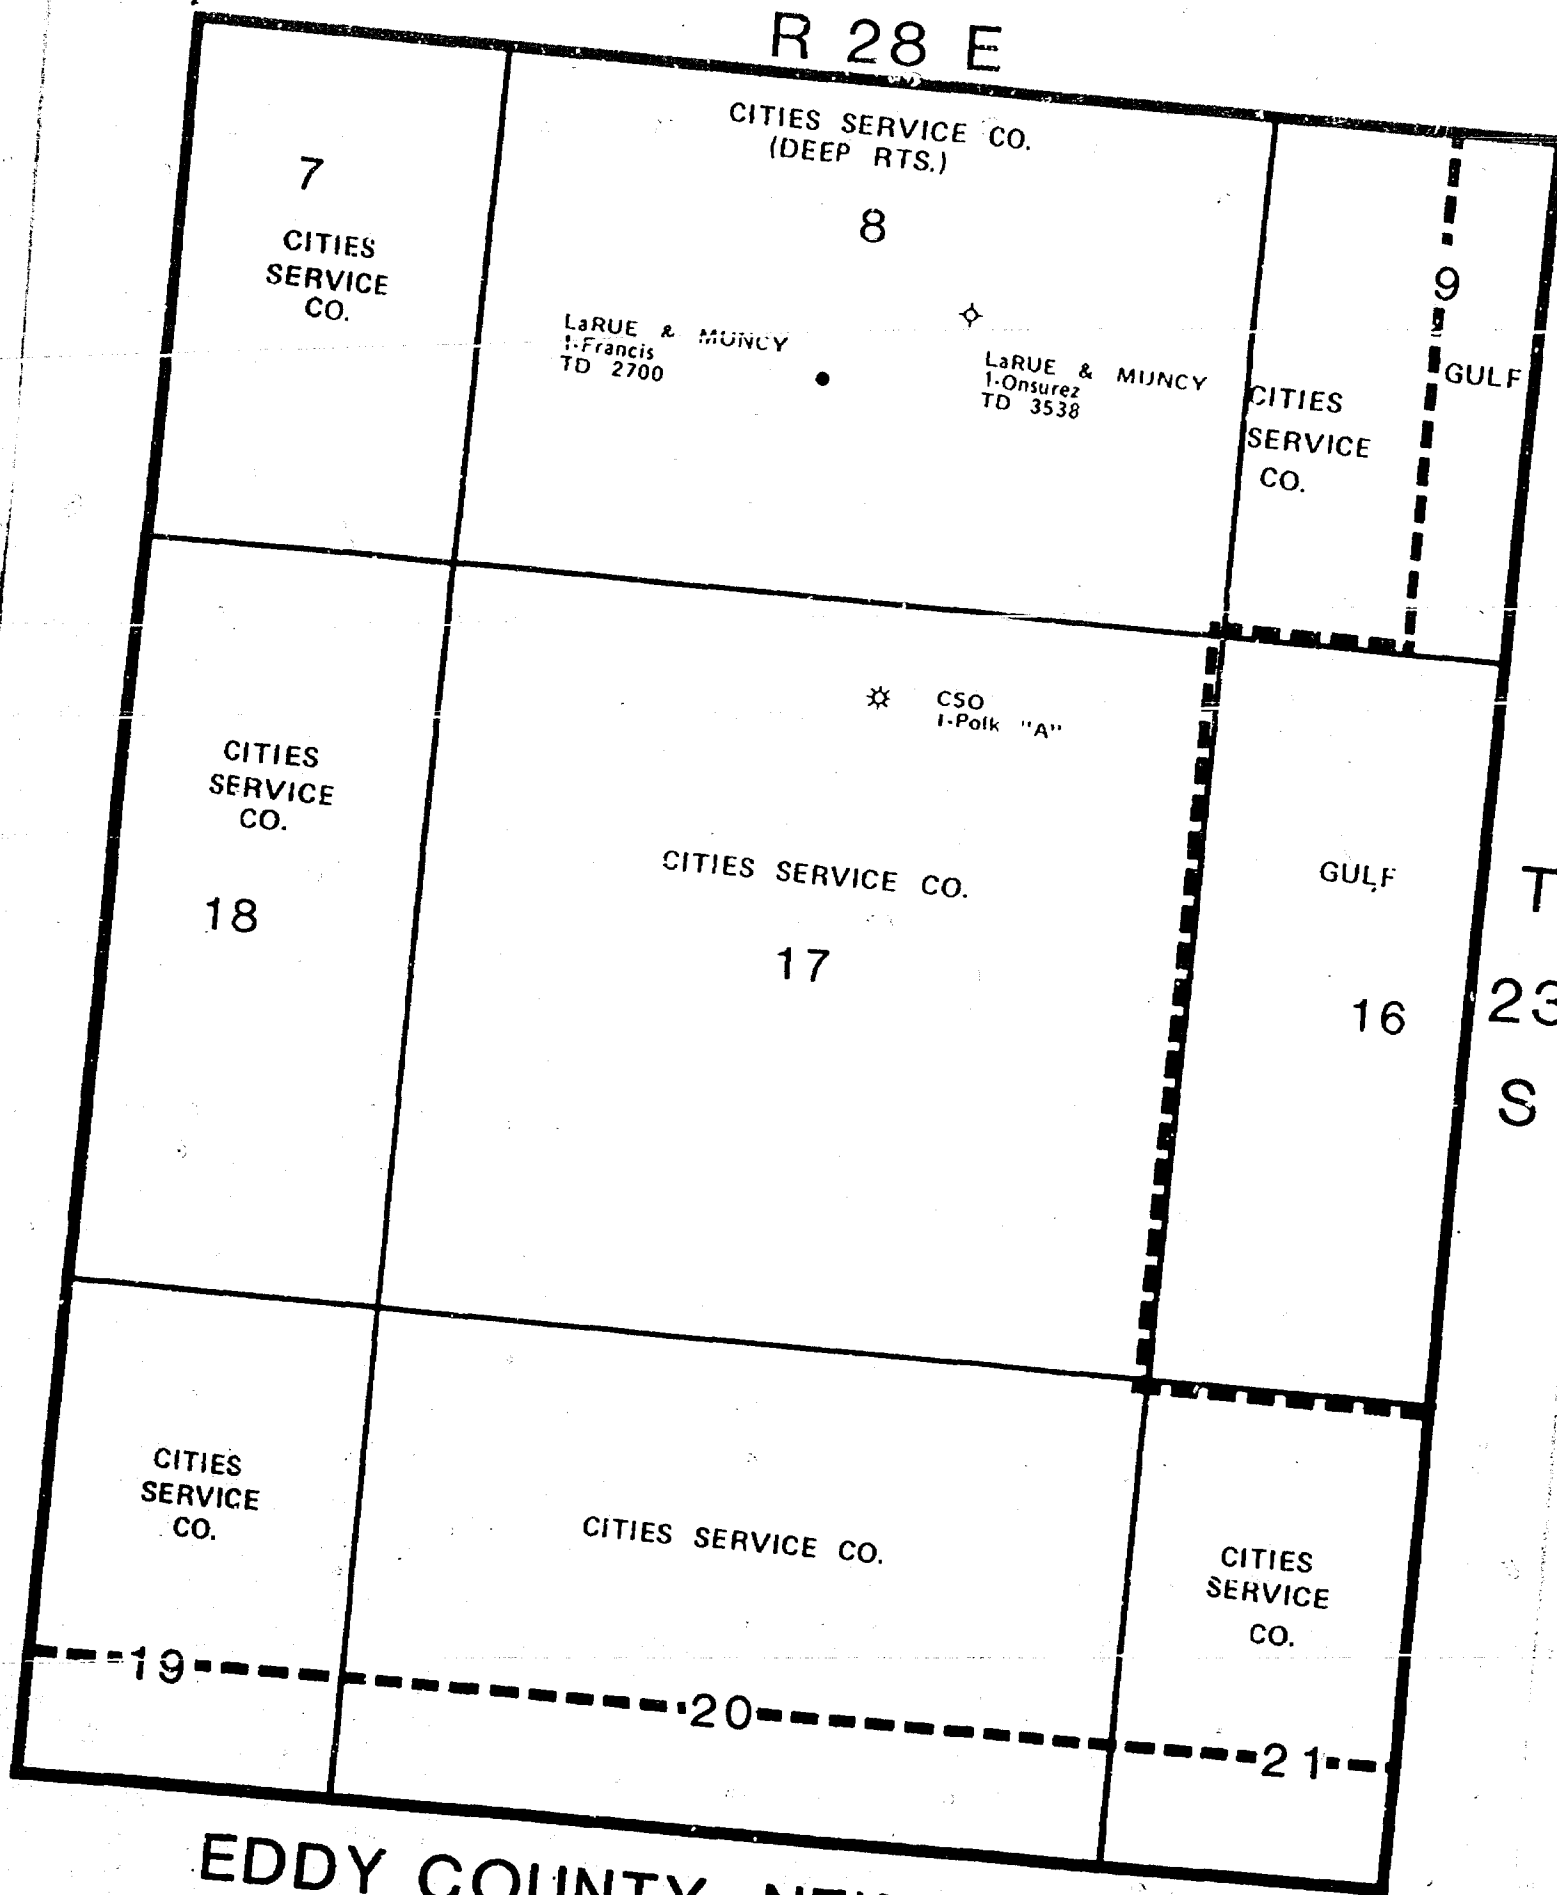 R 28 E
CITIES SERVICE CO.
(DEEP RTS.)
7
8
CITIES
SERVICE
CO.
9
LaRUE & MUNCY
1-Francis
TD 2700
LaRUE & MUNCY
1-Onsurez
TD 3538
CITIES
SERVICE
CO.
GULF
CSO
1-Polk "A"
CITIES
SERVICE
CO.
18
CITIES SERVICE CO.
17
GULF
16
T
23
S
CITIES
SERVICE
CO.
CITIES SERVICE CO.
CITIES
SERVICE
CO.
19
20
21
EDDY COUNTY